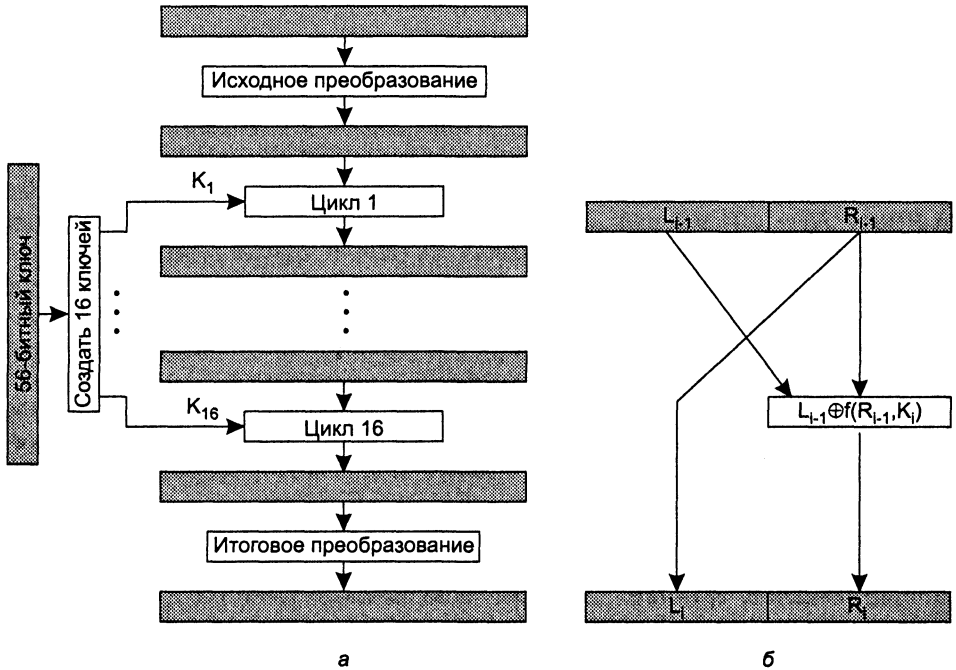 Исходное преобразование
K₁
Цикл 1
56-битный ключ
Создать 16 ключей
K₁₆
Цикл 16
Итоговое преобразование
а
Lᵢ₋₁
Rᵢ₋₁
Lᵢ₋₁⊕f(Rᵢ₋₁,Kᵢ)
Lᵢ
Rᵢ
б